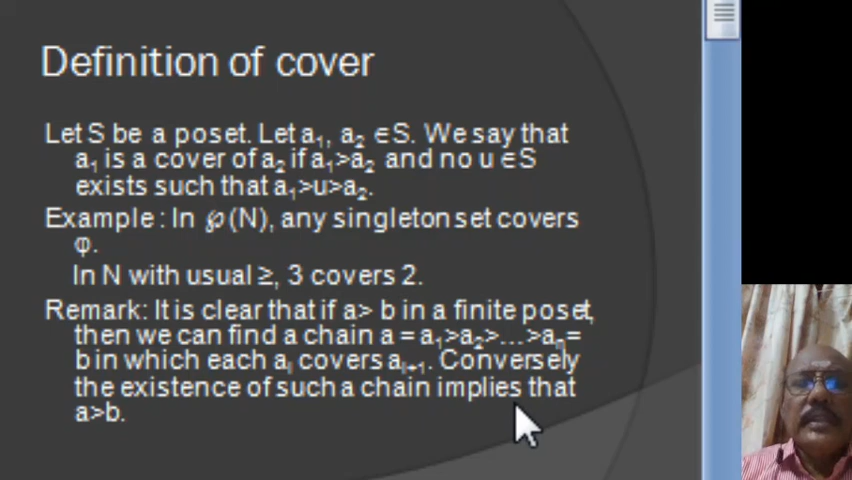 Definition of cover
Let S be a poset. Let a₁, a₂ ∈S. We say that
a₁ is a cover of a₂ if a₁>a₂ and no u ∈S
exists such that a₁>u>a₂.
Example : In ℘(N), any singleton set covers
φ.
In N with usual ≥, 3 covers 2.
Remark: It is clear that if a> b in a finite poset,
then we can find a chain a = a₁>a₂>...>aₙ=
b in which each aᵢ covers aᵢ₊₁. Conversely
the existence of such a chain implies that
a>b.